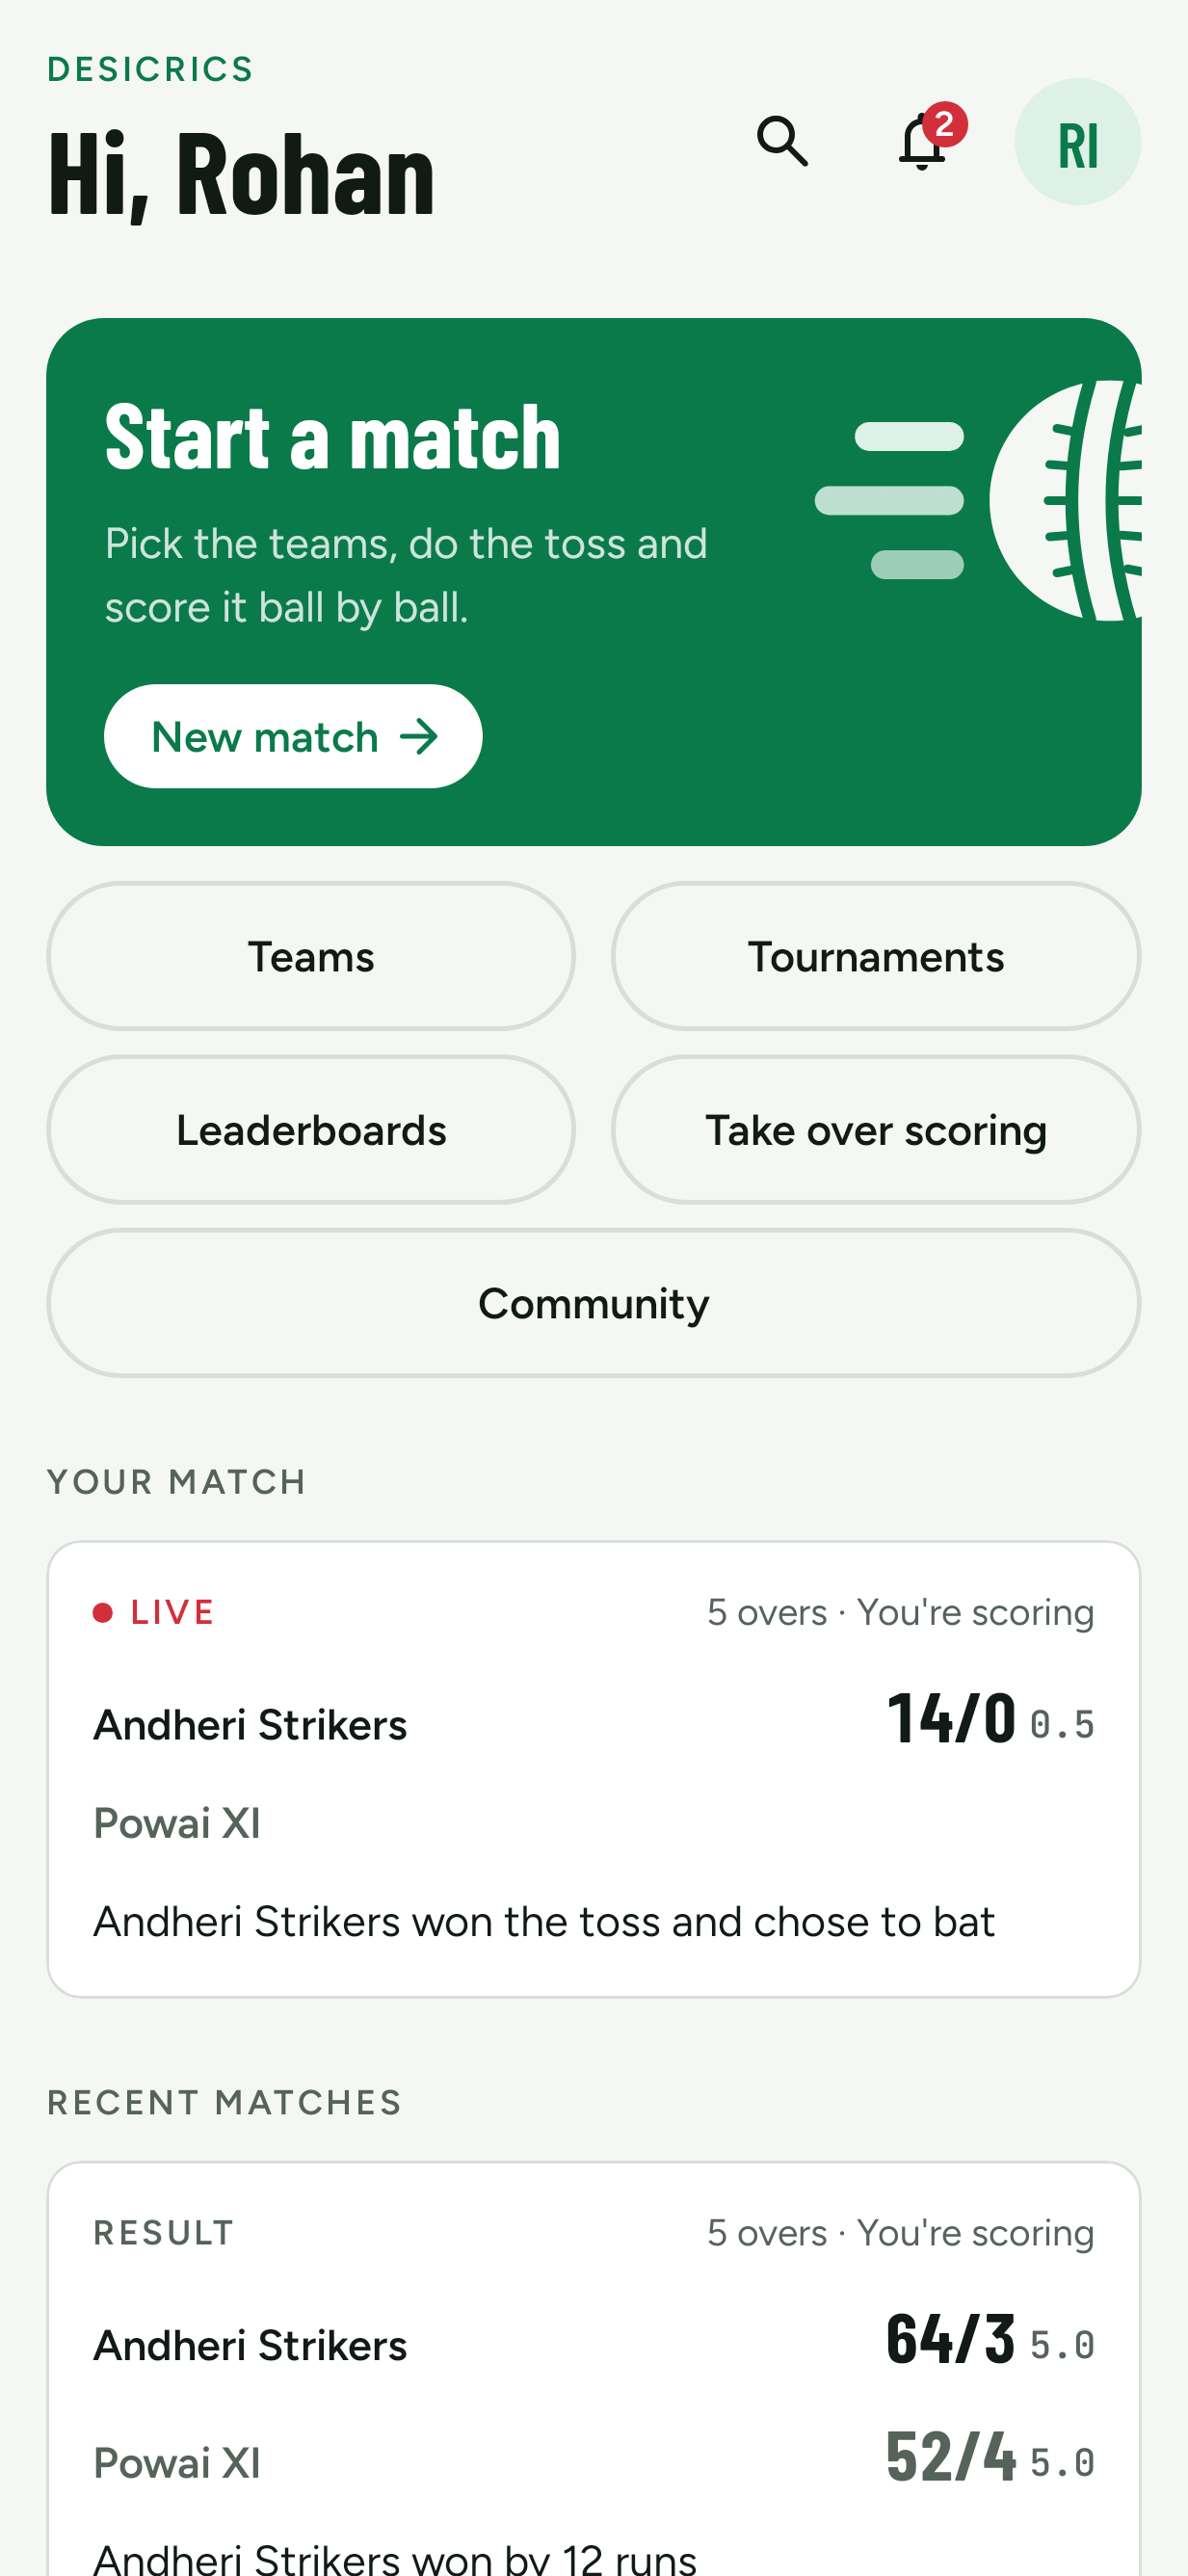 DESICRICS
Hi, Rohan
2
RI
Start a match
Pick the teams, do the toss and
score it ball by ball.
New match →
Teams
Tournaments
Leaderboards
Take over scoring
Community
YOUR MATCH
LIVE
5 overs · You're scoring
Andheri Strikers
14/0 0.5
Powai XI
Andheri Strikers won the toss and chose to bat
RECENT MATCHES
RESULT
5 overs · You're scoring
Andheri Strikers
64/3 5.0
Powai XI
52/4 5.0
Andheri Strikers won by 12 runs